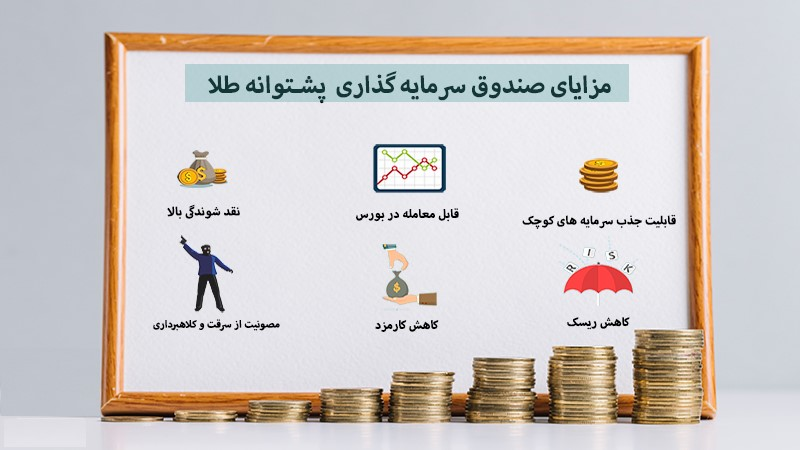 مزایای صندوق سرمایه گذاری پشتوانه طلا
قابلیت جذب سرمایه های کوچک
قابل معامله در بورس
نقد شوندگی بالا
RISK
کاهش ریسک
کاهش کارمزد
مصونیت از سرقت و کلاهبرداری